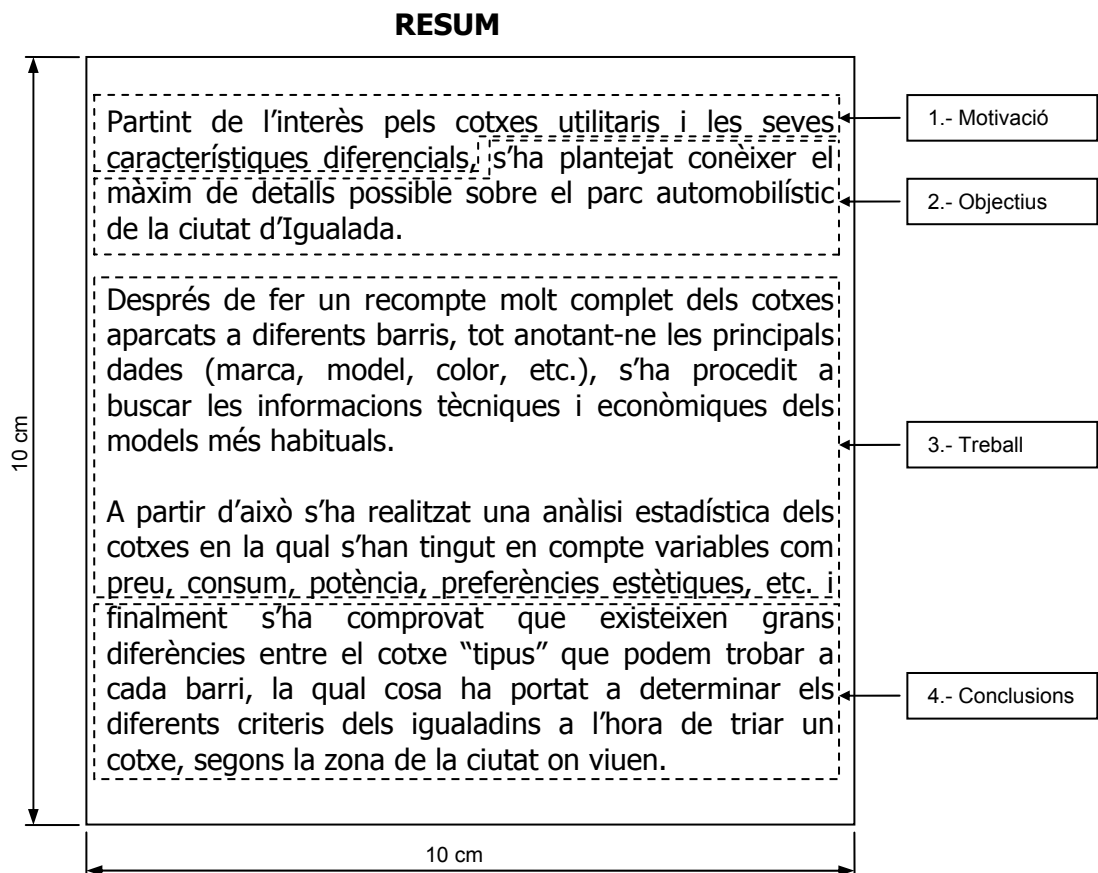 RESUM
Partint de l’interès pels cotxes utilitaris i les seves
característiques diferencials, s’ha plantejat conèixer el
màxim de detalls possible sobre el parc automobilístic
de la ciutat d’Igualada.
Després de fer un recompte molt complet dels cotxes
aparcats a diferents barris, tot anotant-ne les principals
dades (marca, model, color, etc.), s’ha procedit a
buscar les informacions tècniques i econòmiques dels
models més habituals.
A partir d’això s’ha realitzat una anàlisi estadística dels
cotxes en la qual s’han tingut en compte variables com
preu, consum, potència, preferències estètiques, etc. i
finalment s’ha comprovat que existeixen grans
diferències entre el cotxe “tipus” que podem trobar a
cada barri, la qual cosa ha portat a determinar els
diferents criteris dels igualadins a l’hora de triar un
cotxe, segons la zona de la ciutat on viuen.
1.- Motivació
2.- Objectius
3.- Treball
4.- Conclusions
10 cm
10 cm